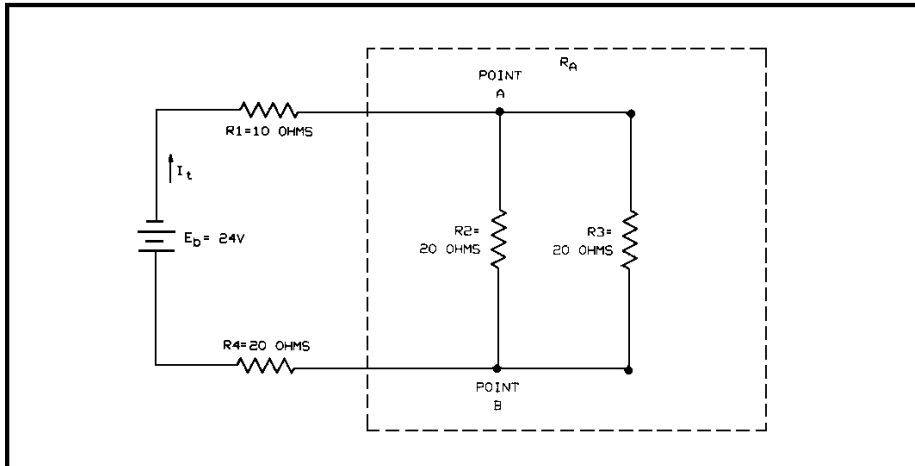 R_A
POINT
A
R1=10 OHMS
I_t
E_b= 24V
R2=
20 OHMS
R3=
20 OHMS
R4=20 OHMS
POINT
B